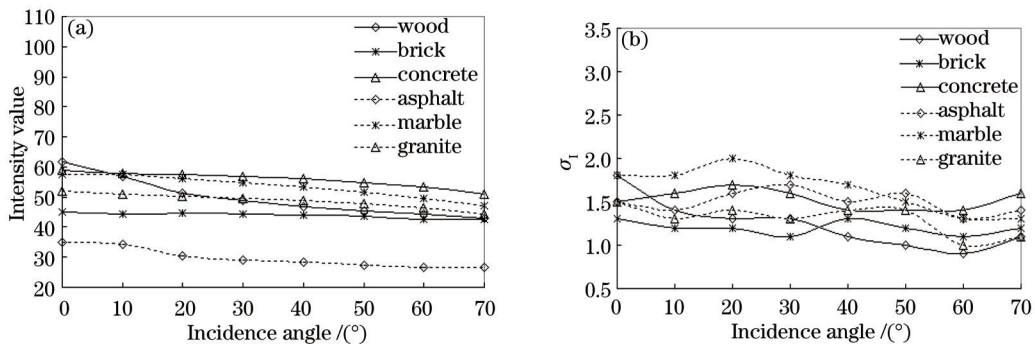 110
100
90
80
70
60
50
40
30
20
Intensity value
(a)
wood
brick
concrete
asphalt
marble
granite
0 10 20 30 40 50 60 70
Incidence angle /(°)
3.5
3.0
2.5
2.0
1.5
1.0
0.5
σ_I
(b)
wood
brick
concrete
asphalt
marble
granite
0 10 20 30 40 50 60 70
Incidence angle /(°)